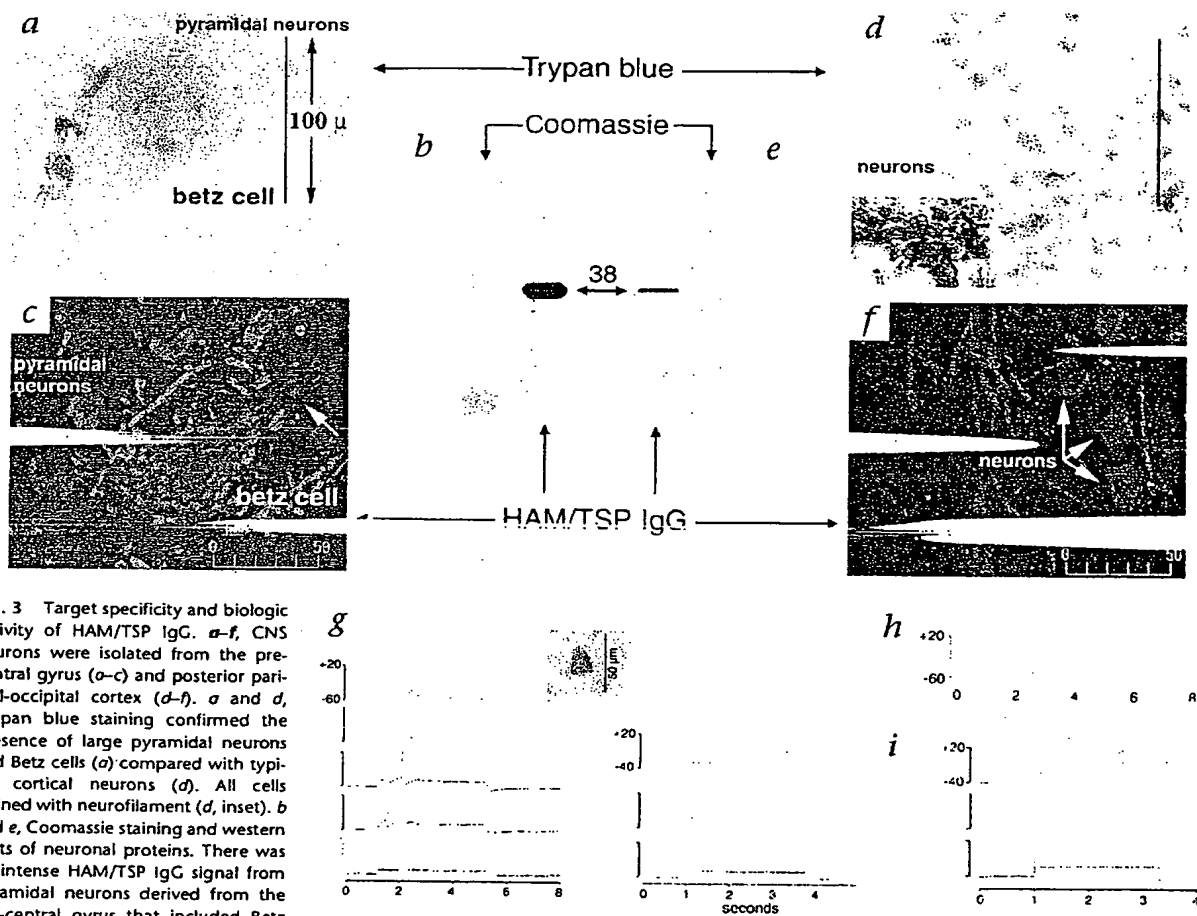 a
pyramidal neurons
100 µ
betz cell
Trypan blue
Coomassie
b
e
d
neurons
38
c
pyramidal
neurons
betz cell
0 50
f
neurons
0 50
HAM/TSP IgG
. 3 Target specificity and biologic
ivity of HAM/TSP IgG. a–f, CNS
urons were isolated from the pre-
ntral gyrus (a–c) and posterior pari-
l-occipital cortex (d–f). a and d,
pan blue staining confirmed the
esence of large pyramidal neurons
d Betz cells (a) compared with typi-
cortical neurons (d). All cells
ined with neurofilament (d, inset). b
d e, Coomassie staining and western
ts of neuronal proteins. There was
intense HAM/TSP IgG signal from
ramidal neurons derived from the
-central gyrus that included Betz
g
+20
-60
50 µm
0 2 4 6 8
+20
-40
0 1 2 3 4
seconds
h
+20
-60
0 2 4 6 8
i
+20
-40
0 1 2 3 4